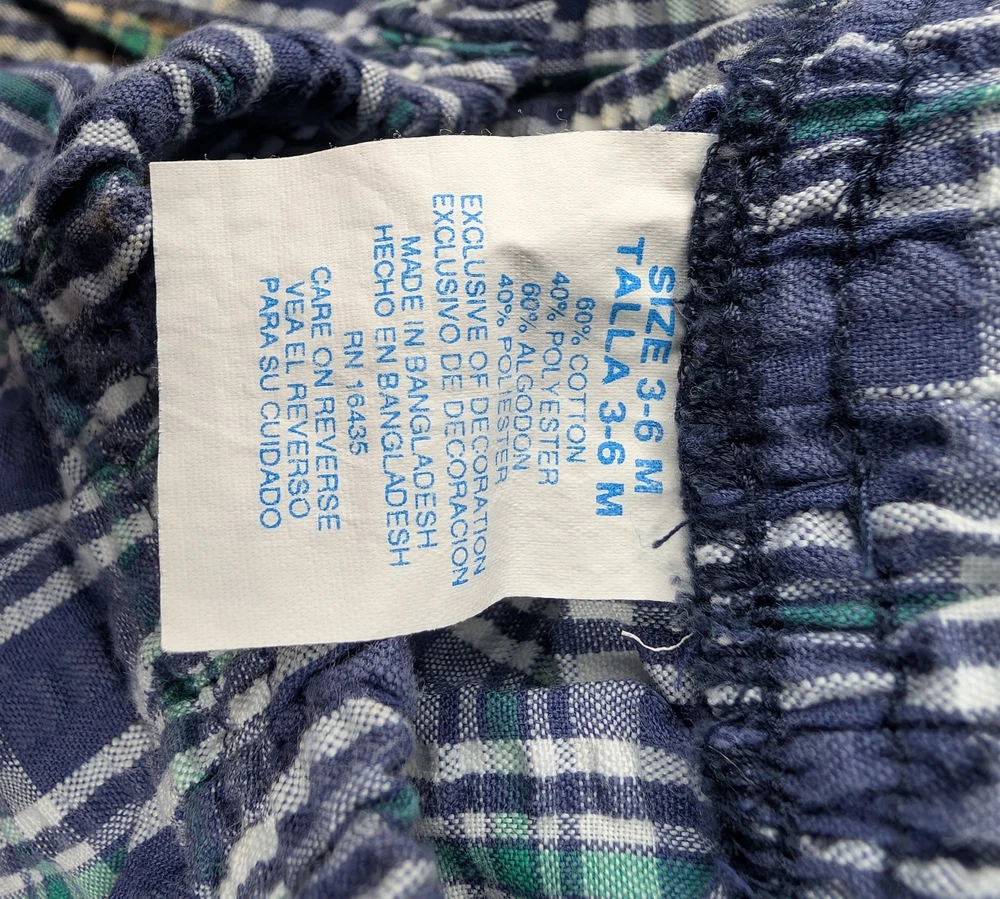 SIZE 3-6 M
TALLA 3-6 M
60% COTTON
40% POLYESTER
60% ALGODON
40% POLIESTER
EXCLUSIVE OF DECORATION
EXCLUSIVO DE DECORACION
MADE IN BANGLADESH
HECHO EN BANGLADESH
RN 16435
CARE ON REVERSE
VEA EL REVERSO
PARA SU CUIDADO